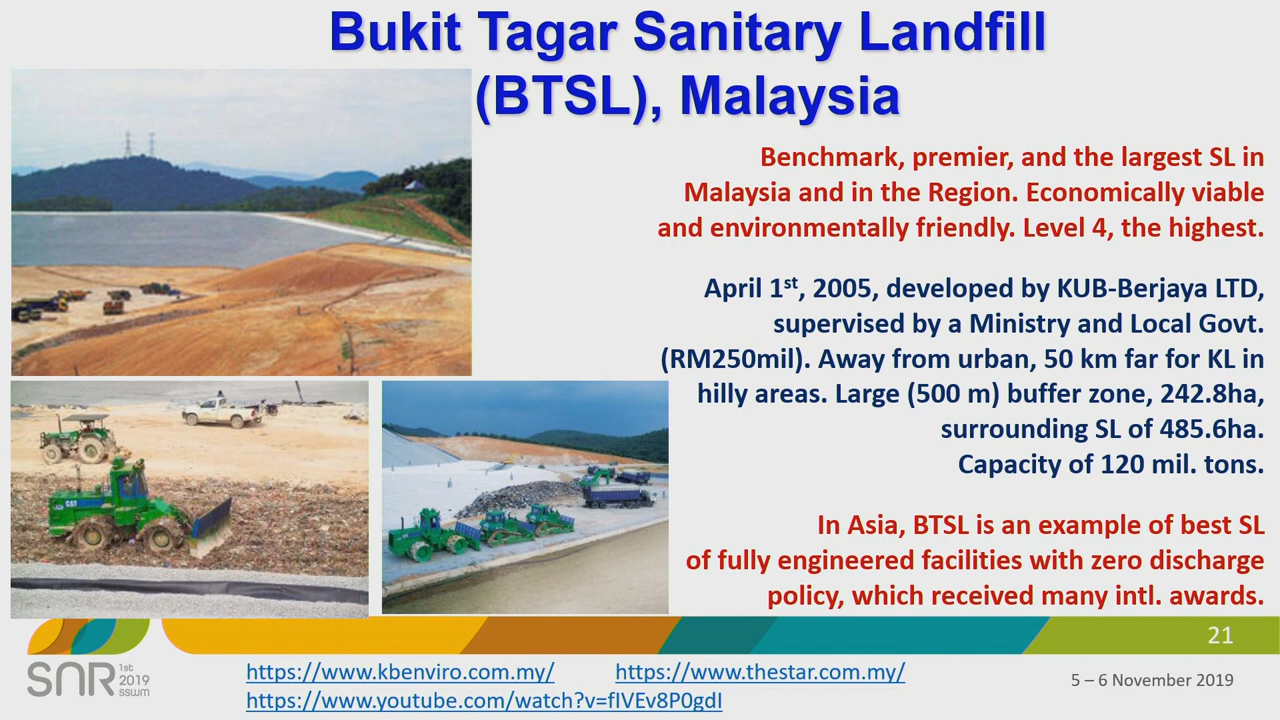 Bukit Tagar Sanitary Landfill
(BTSL), Malaysia
Benchmark, premier, and the largest SL in
Malaysia and in the Region. Economically viable
and environmentally friendly. Level 4, the highest.
April 1st, 2005, developed by KUB-Berjaya LTD,
supervised by a Ministry and Local Govt.
(RM250mil). Away from urban, 50 km far for KL in
hilly areas. Large (500 m) buffer zone, 242.8ha,
surrounding SL of 485.6ha.
Capacity of 120 mil. tons.
In Asia, BTSL is an example of best SL
of fully engineered facilities with zero discharge
policy, which received many intl. awards.
CAT
21
SNR 1st
2019
sswm
https://www.kbenviro.com.my/ https://www.thestar.com.my/
https://www.youtube.com/watch?v=fIVEv8P0gdI
5 – 6 November 2019